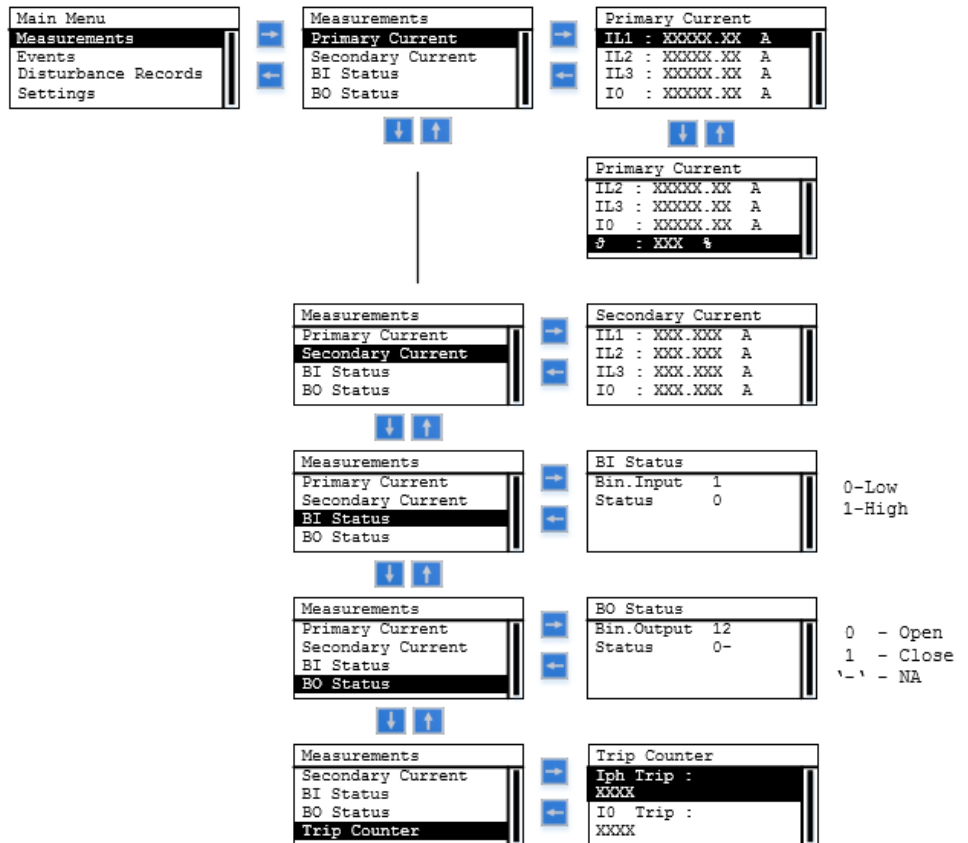 Main Menu
Measurements
Events
Disturbance Records
Settings
Measurements
Primary Current
Secondary Current
BI Status
BO Status
Primary Current
IL1 : XXXXX.XX A
IL2 : XXXXX.XX A
IL3 : XXXXX.XX A
I0 : XXXXX.XX A
Primary Current
IL2 : XXXXX.XX A
IL3 : XXXXX.XX A
I0 : XXXXX.XX A
ϑ : XXX %
Measurements
Primary Current
Secondary Current
BI Status
BO Status
Secondary Current
IL1 : XXX.XXX A
IL2 : XXX.XXX A
IL3 : XXX.XXX A
I0 : XXX.XXX A
Measurements
Primary Current
Secondary Current
BI Status
BO Status
BI Status
Bin.Input 1
Status 0
0-Low
1-High
Measurements
Primary Current
Secondary Current
BI Status
BO Status
BO Status
Bin.Output 12
Status 0-
0 - Open
1 - Close
‘-‘ - NA
Measurements
Secondary Current
BI Status
BO Status
Trip Counter
Trip Counter
Iph Trip :
XXXX
I0 Trip :
XXXX